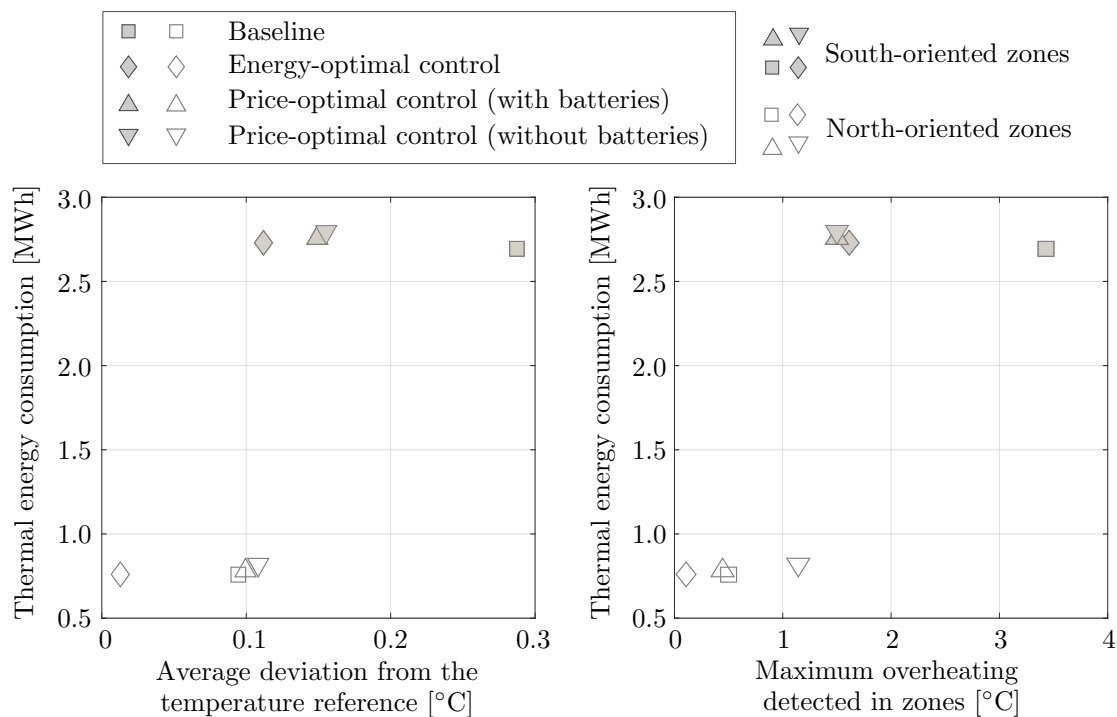 Baseline
Energy-optimal control
Price-optimal control (with batteries)
Price-optimal control (without batteries)
South-oriented zones
North-oriented zones
Thermal energy consumption [MWh]
3.0
2.5
2.0
1.5
1.0
0.5
0
0.1
0.2
0.3
Average deviation from the
temperature reference [°C]
Thermal energy consumption [MWh]
3.0
2.5
2.0
1.5
1.0
0.5
0
1
2
3
4
Maximum overheating
detected in zones [°C]